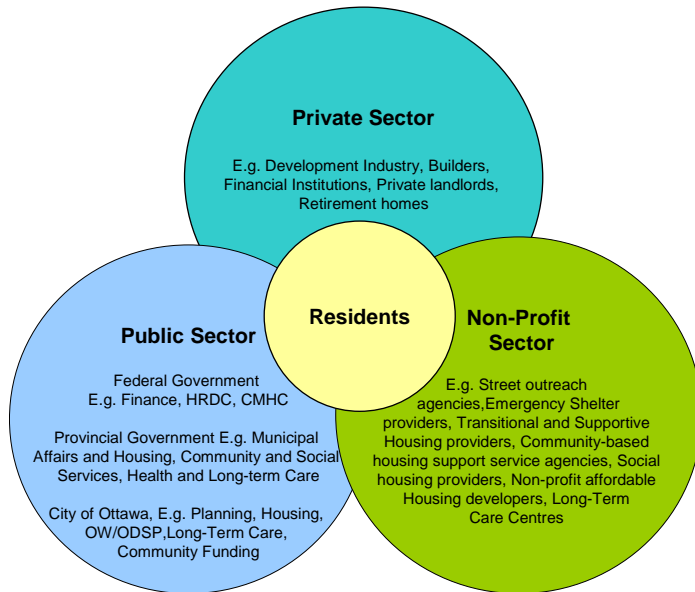 Private Sector
E.g. Development Industry, Builders,
Financial Institutions, Private landlords,
Retirement homes
Residents
Public Sector
Federal Government
E.g. Finance, HRDC, CMHC
Provincial Government E.g. Municipal
Affairs and Housing, Community and Social
Services, Health and Long-term Care
City of Ottawa, E.g. Planning, Housing,
OW/ODSP,Long-Term Care,
Community Funding
Non-Profit
Sector
E.g. Street outreach
agencies,Emergency Shelter
providers, Transitional and Supportive
Housing providers, Community-based
housing support service agencies, Social
housing providers, Non-profit affordable
Housing developers, Long-Term
Care Centres